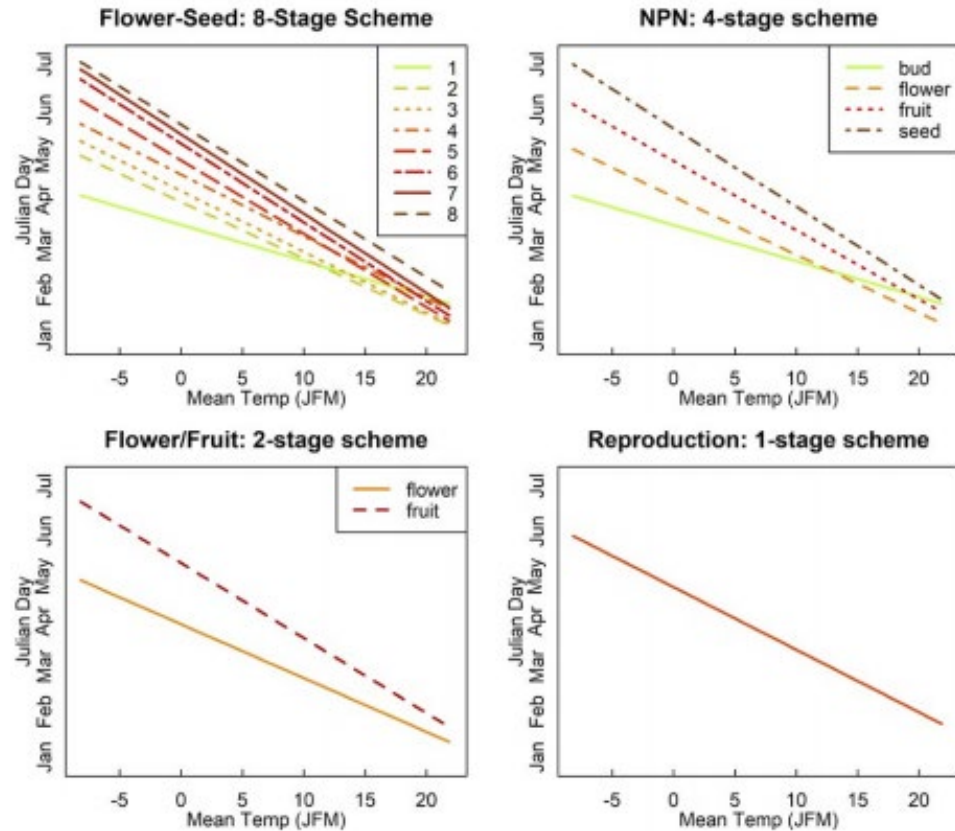 Flower-Seed: 8-Stage Scheme
Julian Day
Jul
Jun
May
Apr
Mar
Feb
Jan
1
2
3
4
5
6
7
8
-5 0 5 10 15 20
Mean Temp (JFM)
NPN: 4-stage scheme
Julian Day
Jul
Jun
May
Apr
Mar
Feb
Jan
bud
flower
fruit
seed
-5 0 5 10 15 20
Mean Temp (JFM)
Flower/Fruit: 2-stage scheme
Julian Day
Jul
Jun
May
Apr
Mar
Feb
Jan
flower
fruit
-5 0 5 10 15 20
Mean Temp (JFM)
Reproduction: 1-stage scheme
Julian Day
Jul
Jun
May
Apr
Mar
Feb
Jan
-5 0 5 10 15 20
Mean Temp (JFM)